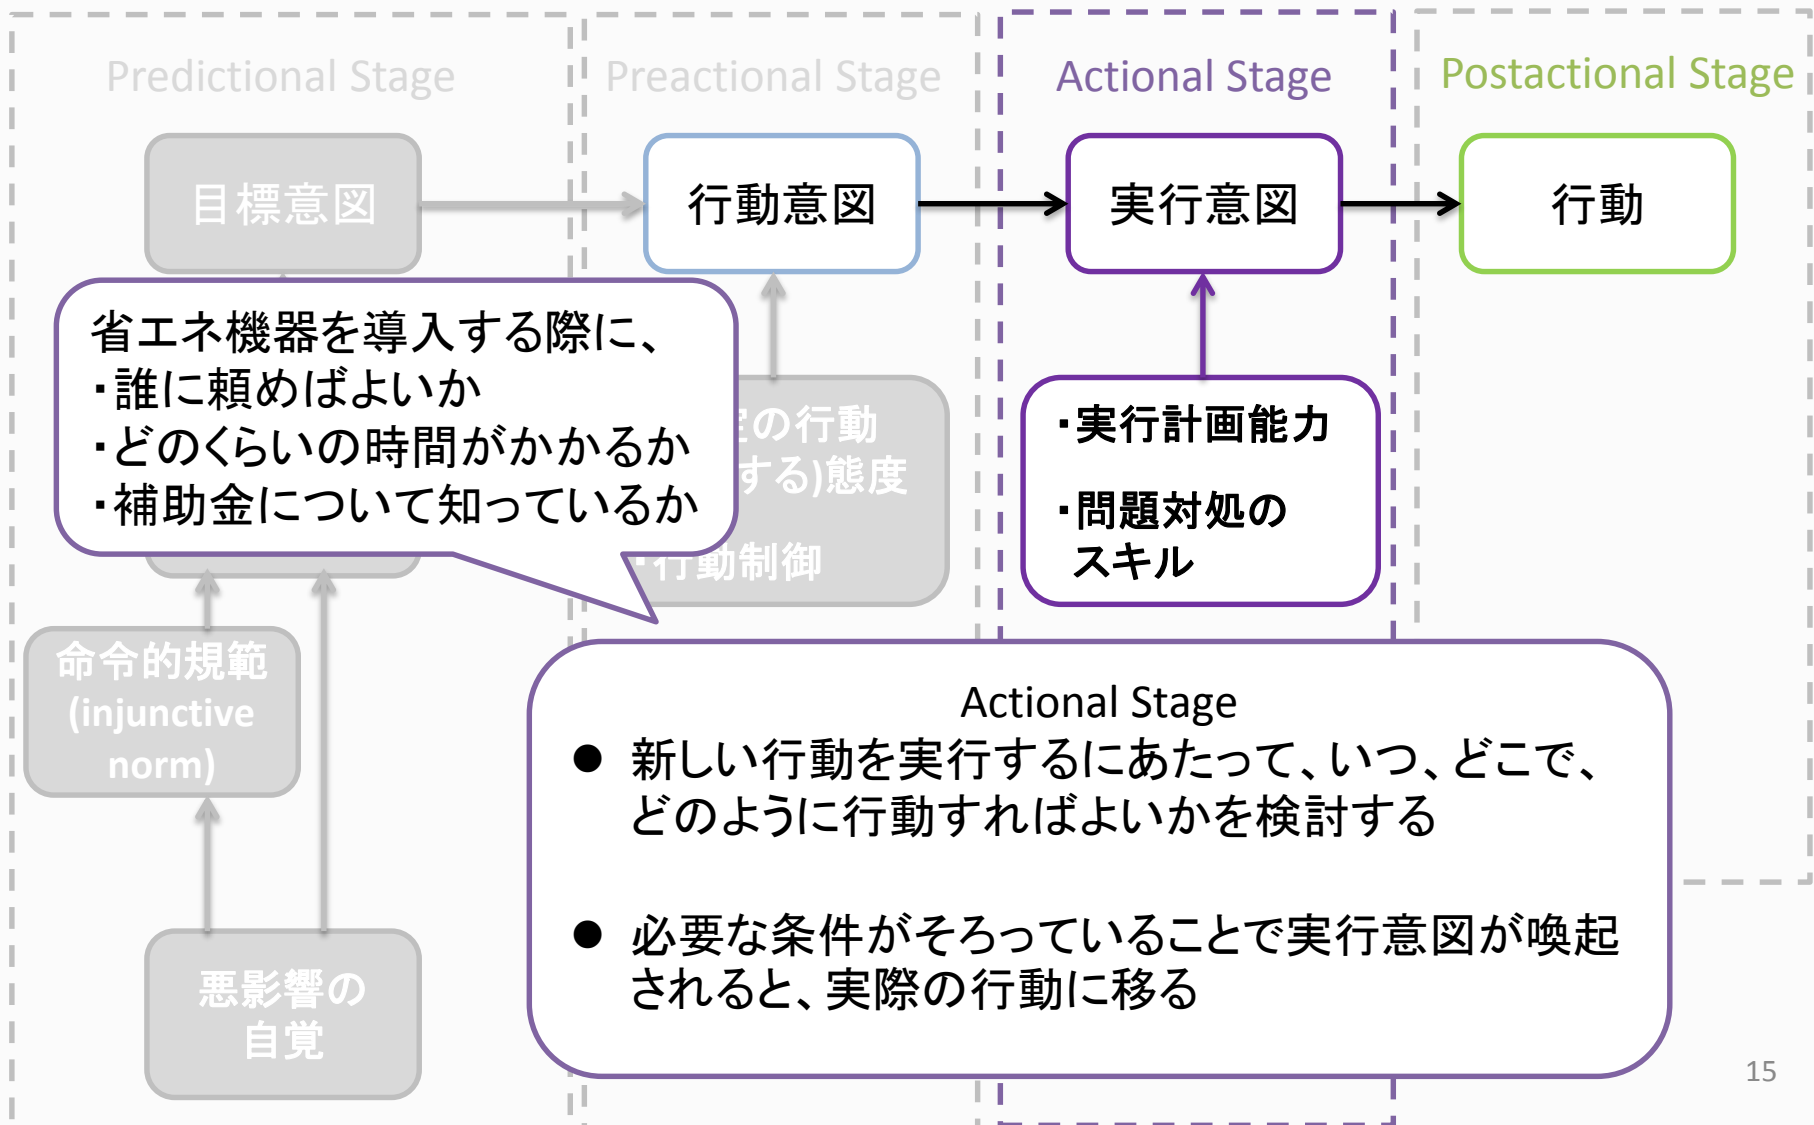 Predictional Stage
Preactional Stage
Actional Stage
Postactional Stage
目標意図
行動意図
実行意図
行動
省エネ機器を導入する際に、
・誰に頼めばよいか
・どのくらいの時間がかかるか
・補助金について知っているか
の行動
する)態度
・行動制御
・実行計画能力
・問題対処の
スキル
命令的規範
(injunctive
norm)
悪影響の
自覚
Actional Stage
● 新しい行動を実行するにあたって、いつ、どこで、
どのように行動すればよいかを検討する
● 必要な条件がそろっていることで実行意図が喚起
されると、実際の行動に移る
15